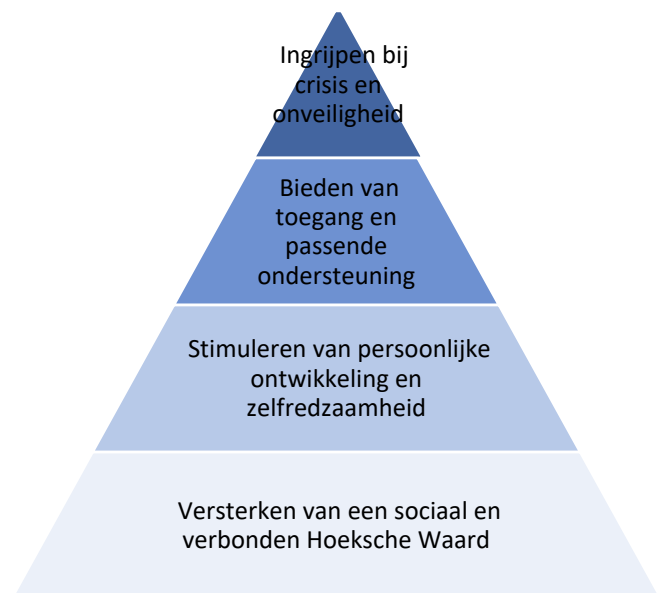 Ingrijpen bij
crisis en
onveiligheid
Bieden van
toegang en
passende
ondersteuning
Stimuleren van persoonlijke
ontwikkeling en
zelfredzaamheid
Versterken van een sociaal en
verbonden Hoeksche Waard